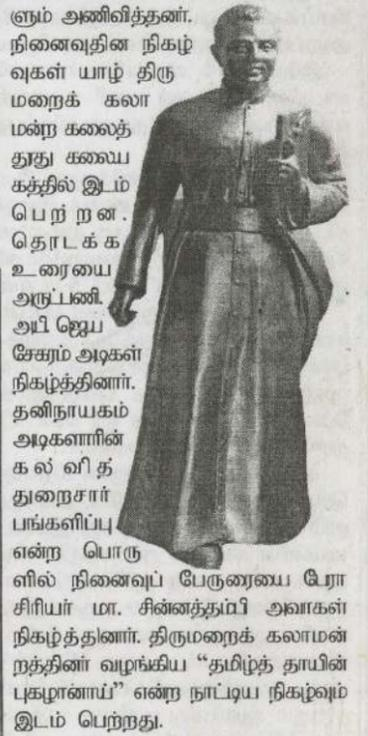 ளும் அணிவித்தனர்.
நினைவுதின நிகழ்
வுகள் யாழ் திரு
மறைக் கலா
மன்ற கலைத்
தூது கலைய
கத்தில் இடம்
பெற்றன.
தொடக்க
உரையை
அருட்பணி.
அபி ஜெய
சேகரம் அடிகள்
நிகழ்த்தினார்.
தனிநாயகம்
அடிகளாரின்
கல்வித்
துறைசார்
பங்களிப்பு
என்ற பொரு
ளில் நினைவுப் பேருரையை பேரா
சிரியர் மா. சின்னத்தம்பி அவர்கள்
நிகழ்த்தினார். திருமறைக் கலாமன்
றத்தினர் வழங்கிய “தமிழ்த் தாயின்
புகழானாய்” என்ற நாட்டிய நிகழ்வும்
இடம் பெற்றது.